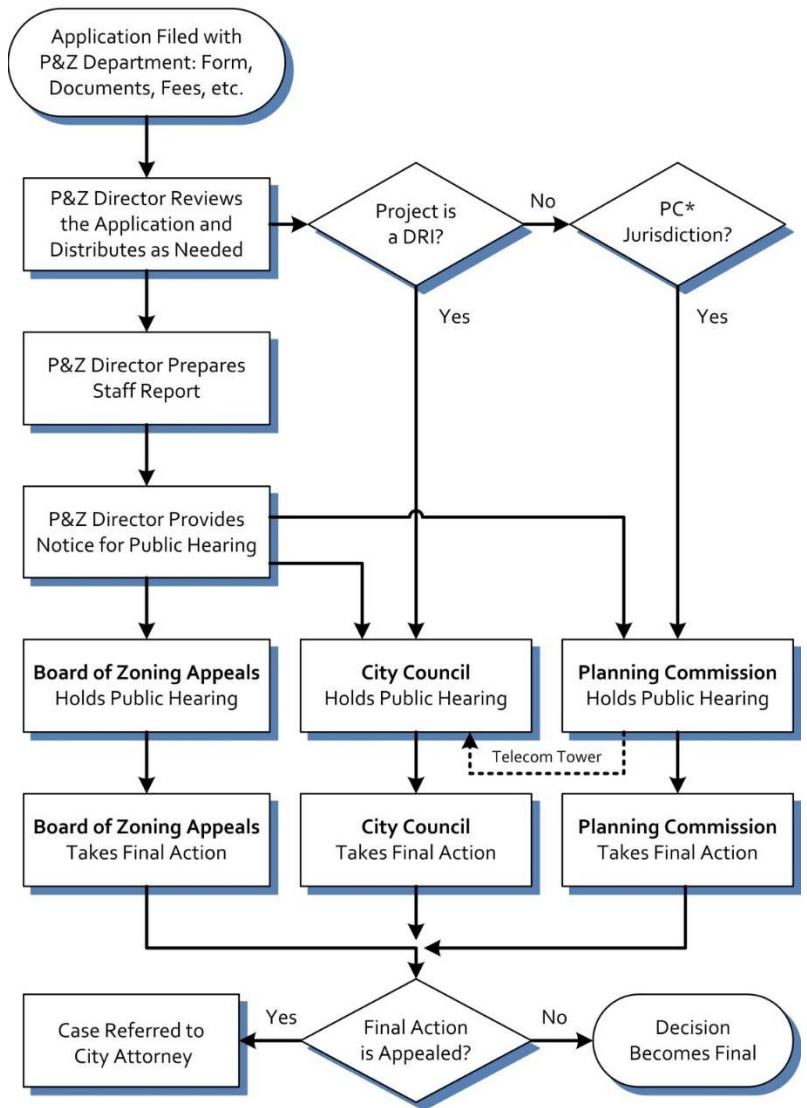 Application Filed with
P&Z Department: Form,
Documents, Fees, etc.
P&Z Director Reviews
the Application and
Distributes as Needed
Project is
a DRI?
No
PC*
Jurisdiction?
Yes
Yes
P&Z Director Prepares
Staff Report
P&Z Director Provides
Notice for Public Hearing
Board of Zoning Appeals
Holds Public Hearing
City Council
Holds Public Hearing
Planning Commission
Holds Public Hearing
Telecom Tower
Board of Zoning Appeals
Takes Final Action
City Council
Takes Final Action
Planning Commission
Takes Final Action
Case Referred to
City Attorney
Yes
Final Action
is Appealed?
No
Decision
Becomes Final